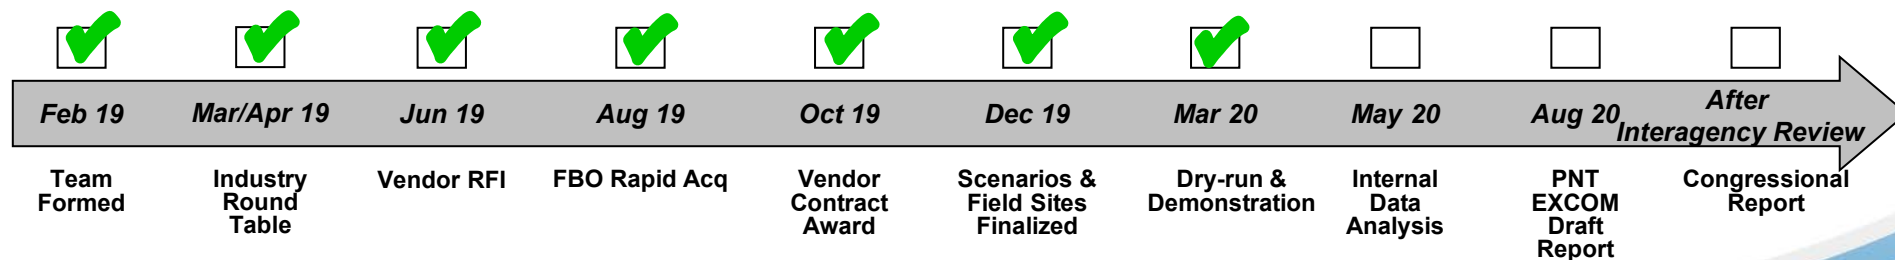 Feb 19
Mar/Apr 19
Jun 19
Aug 19
Oct 19
Dec 19
Mar 20
May 20
Aug 20
After
Interagency Review
Team
Formed
Industry
Round
Table
Vendor RFI
FBO Rapid Acq
Vendor
Contract
Award
Scenarios &
Field Sites
Finalized
Dry-run &
Demonstration
Internal
Data
Analysis
PNT
EXCOM
Draft
Report
Congressional
Report